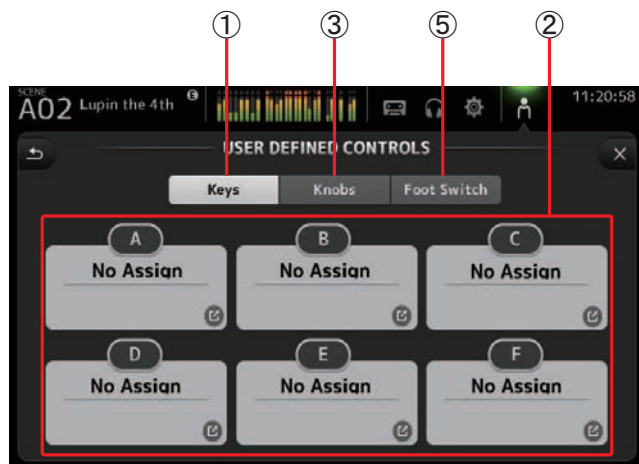 ① ③ ⑤ ②
SCENE
A02 Lupin the 4th E 11:20:58
USER DEFINED CONTROLS
Keys Knobs Foot Switch
A B C
No Assign No Assign No Assign
D E F
No Assign No Assign No Assign